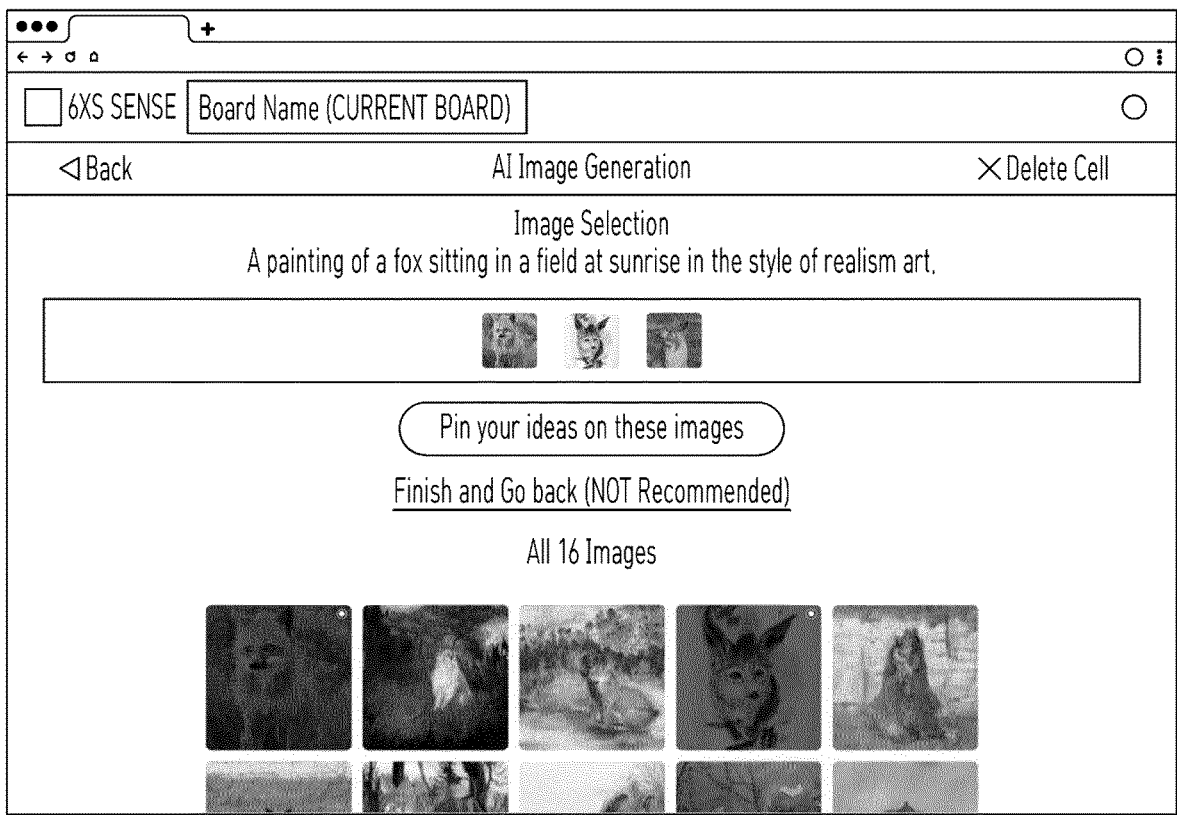 6XS SENSE Board Name (CURRENT BOARD)
Back AI Image Generation Delete Cell
Image Selection
A painting of a fox sitting in a field at sunrise in the style of realism art.
Pin your ideas on these images
Finish and Go back (NOT Recommended)
All 16 Images